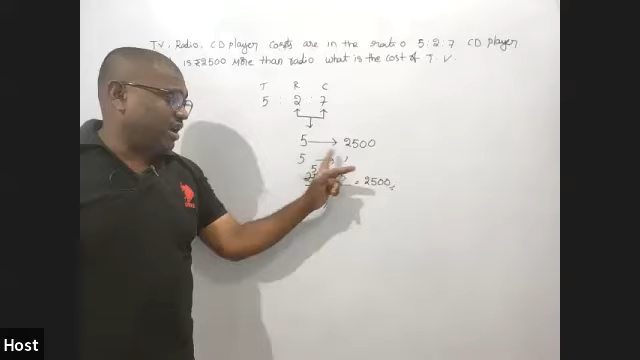 T.V, Radio, CD player costs are in the ratio 5:2:7 CD player
is ₹2500 more than radio what is the cost of T.V.
T R C
5 : 2 : 7
5 → 2500
5
= 2500
Host